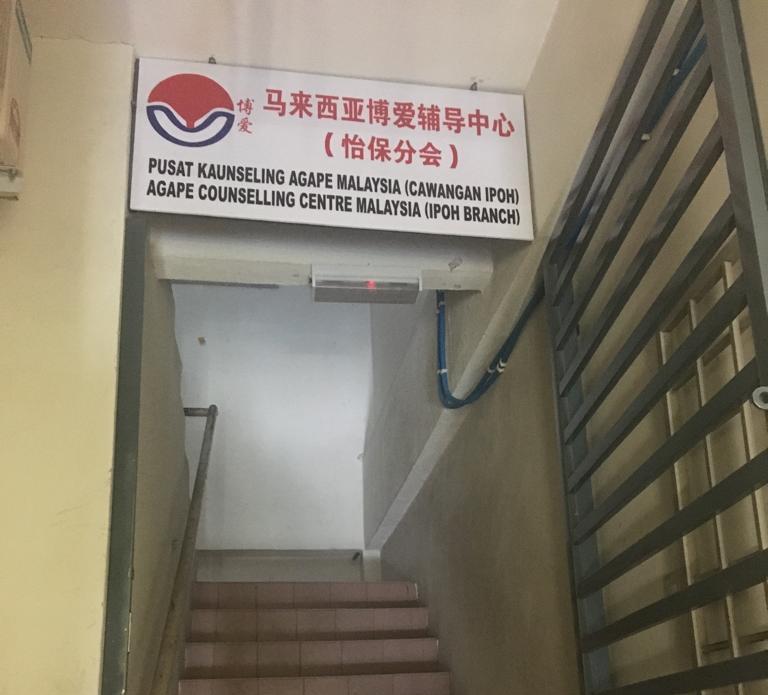 博爱
马来西亚博爱辅导中心
(怡保分会)
PUSAT KAUNSELING AGAPE MALAYSIA (CAWANGAN IPOH)
AGAPE COUNSELLING CENTRE MALAYSIA (IPOH BRANCH)